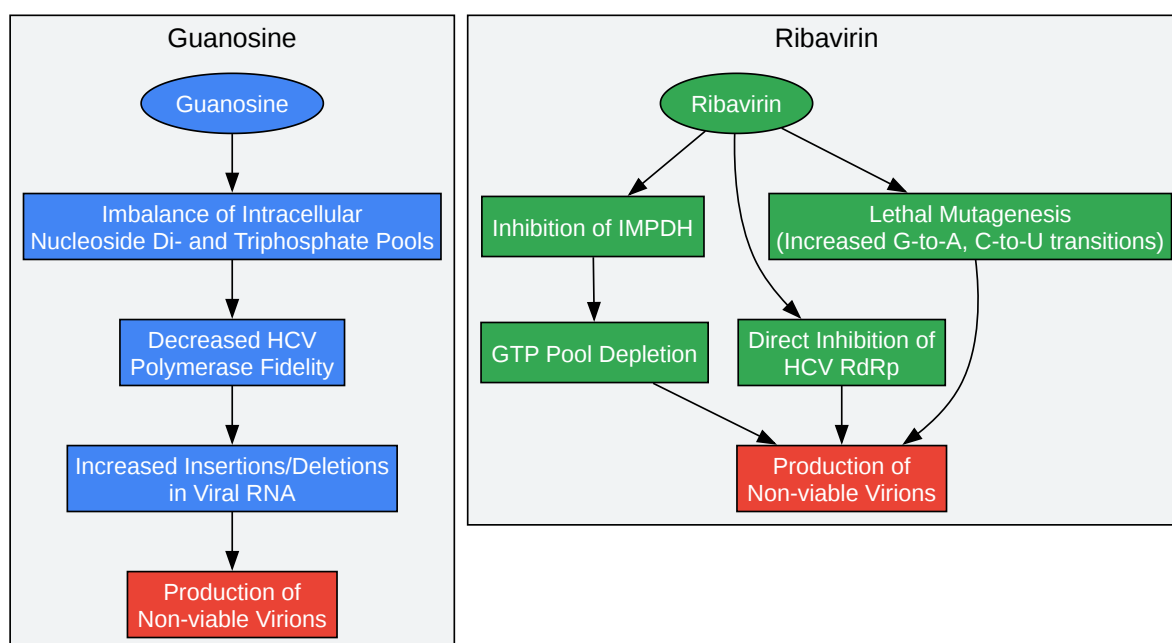 Guanosine
Guanosine
Imbalance of Intracellular
Nucleoside Di- and Triphosphate Pools
Decreased HCV
Polymerase Fidelity
Increased Insertions/Deletions
in Viral RNA
Production of
Non-viable Virions
Ribavirin
Ribavirin
Inhibition of IMPDH
Lethal Mutagenesis
(Increased G-to-A, C-to-U transitions)
GTP Pool Depletion
Direct Inhibition of
HCV RdRp
Production of
Non-viable Virions